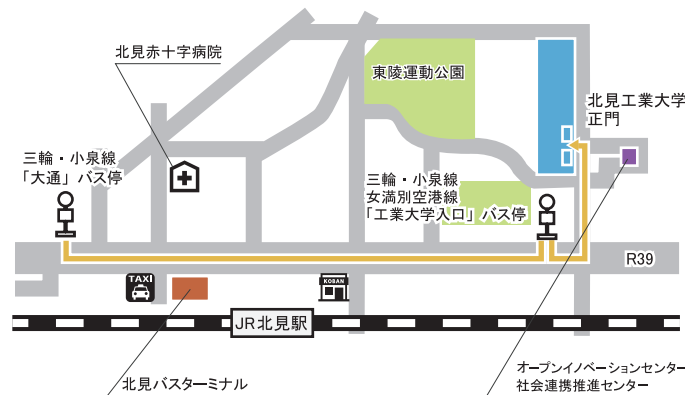 北見赤十字病院
東陵運動公園
北見工業大学
正門
三輪・小泉線
「大通」バス停
三輪・小泉線
女満別空港線
「工業大学入口」バス停
R39
TAXI
KOBAN
JR北見駅
北見バスターミナル
オープンイノベーションセンター
社会連携推進センター